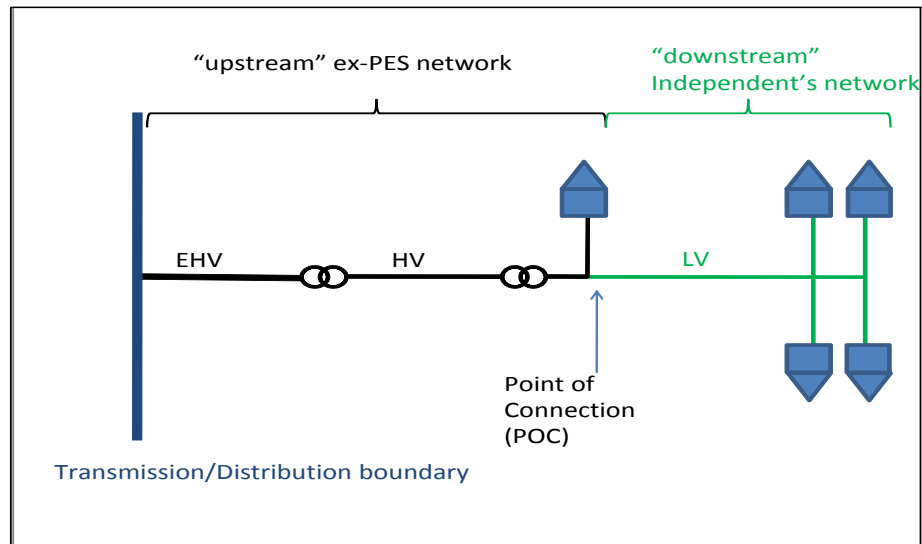 “upstream” ex-PES network
“downstream”
Independent’s network
EHV
HV
LV
Point of
Connection
(POC)
Transmission/Distribution boundary